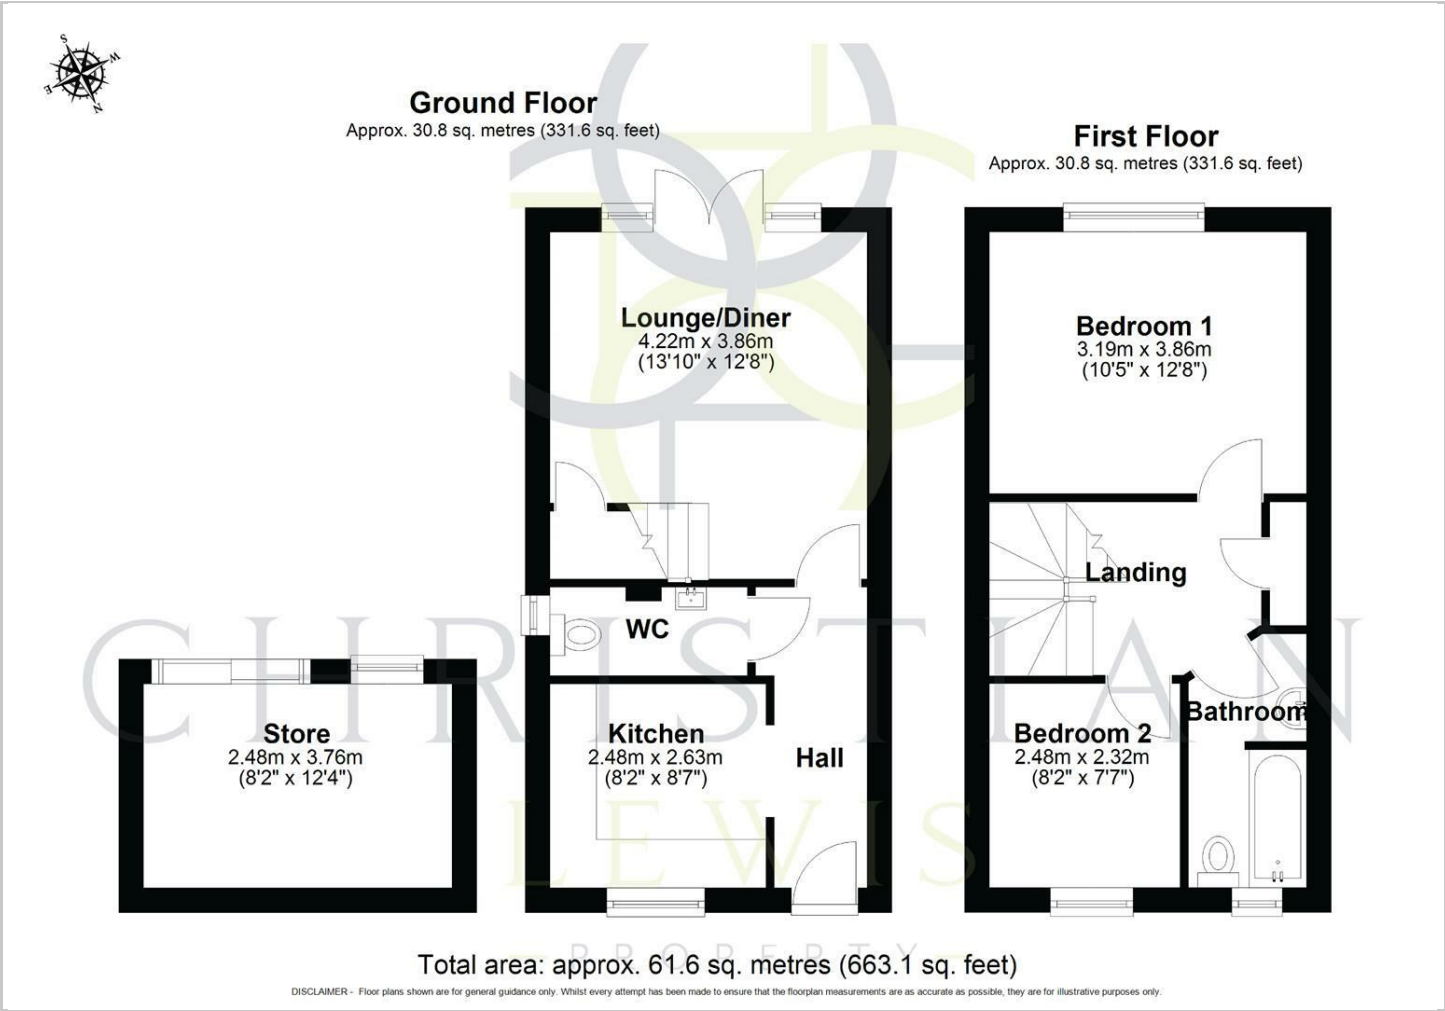 S
W
E
N
Ground Floor
Approx. 30.8 sq. metres (331.6 sq. feet)
First Floor
Approx. 30.8 sq. metres (331.6 sq. feet)
Lounge/Diner
4.22m x 3.86m
(13'10" x 12'8")
Bedroom 1
3.19m x 3.86m
(10'5" x 12'8")
Landing
WC
CHRISTIAN
Store
2.48m x 3.76m
(8'2" x 12'4")
Kitchen
2.48m x 2.63m
(8'2" x 8'7")
Hall
Bedroom 2
2.48m x 2.32m
(8'2" x 7'7")
Bathroom
LEWIS
PROPERTY
Total area: approx. 61.6 sq. metres (663.1 sq. feet)
DISCLAIMER - Floor plans shown are for general guidance only. Whilst every attempt has been made to ensure that the floorplan measurements are as accurate as possible, they are for illustrative purposes only.